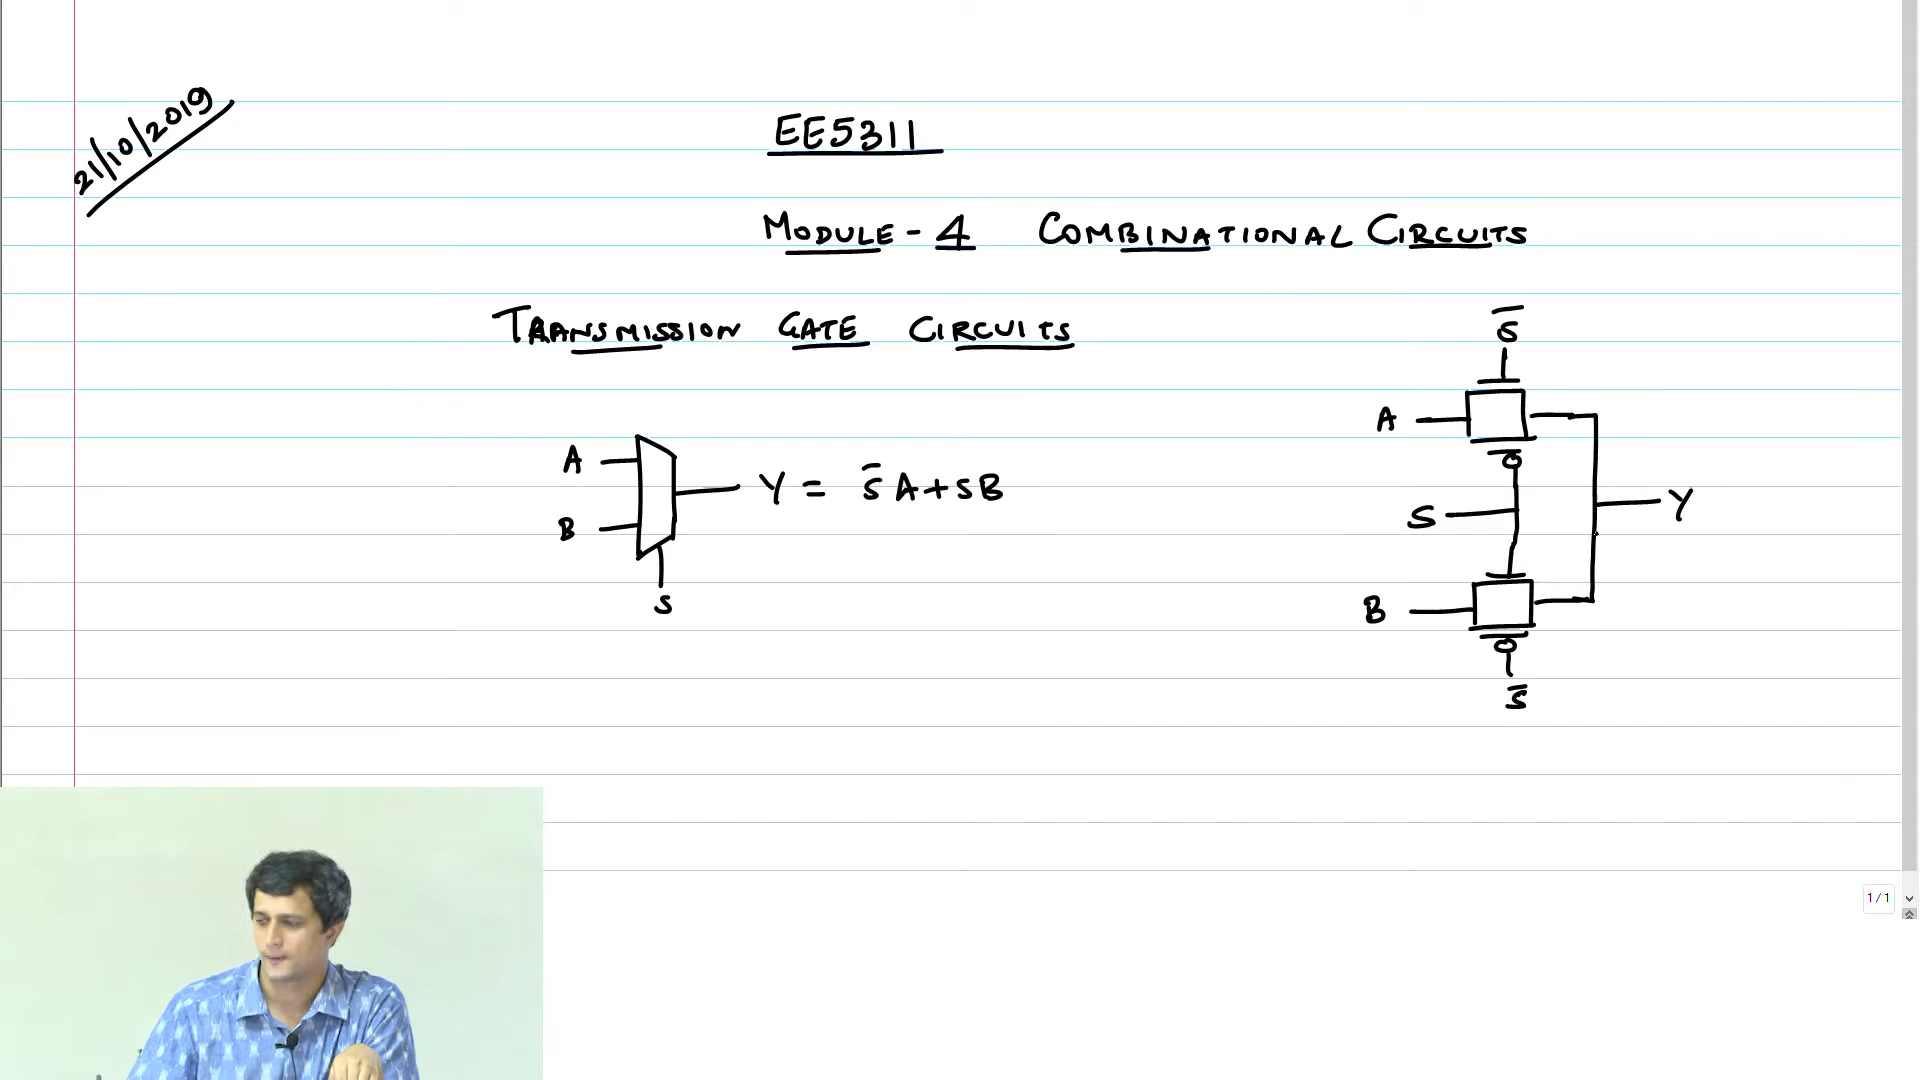 21/10/2019
EE5311
MODULE - 4 COMBINATIONAL CIRCUITS
TRANSMISSION GATE CIRCUITS
S̅
A
A
Y = S̅A+SB
B
S
Y
S
B
S̅
1/1